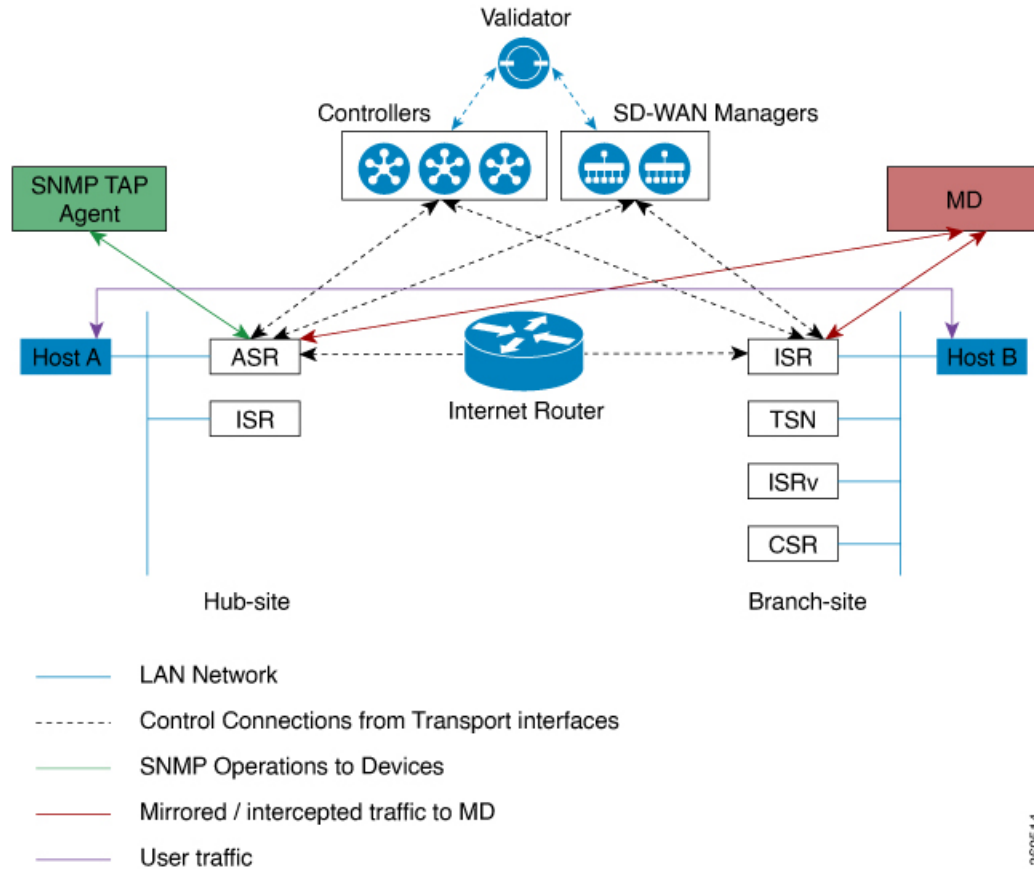 Validator
Controllers
SD-WAN Managers
SNMP TAP
Agent
MD
Host A
ASR
ISR
Host B
ISR
Internet Router
TSN
ISRv
CSR
Hub-site
Branch-site
LAN Network
Control Connections from Transport interfaces
SNMP Operations to Devices
Mirrored / intercepted traffic to MD
User traffic